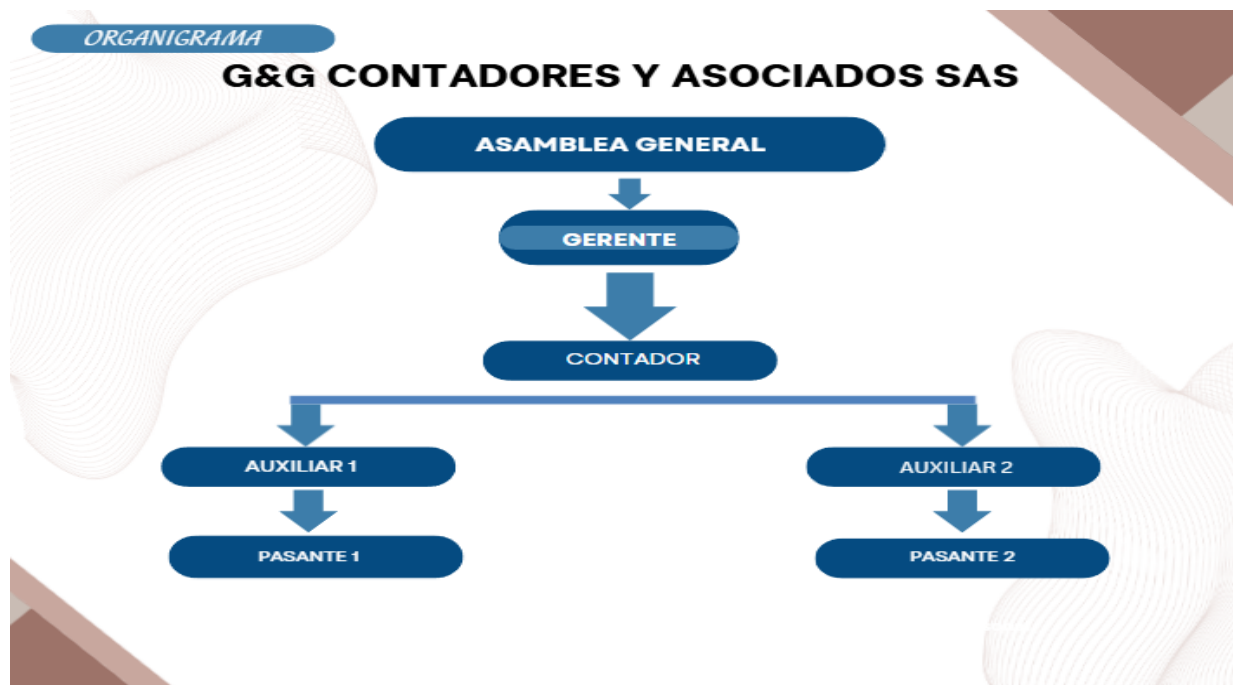 ORGANIGRAMA
G&G CONTADORES Y ASOCIADOS SAS
ASAMBLEA GENERAL
GERENTE
CONTADOR
AUXILIAR 1
AUXILIAR 2
PASANTE 1
PASANTE 2